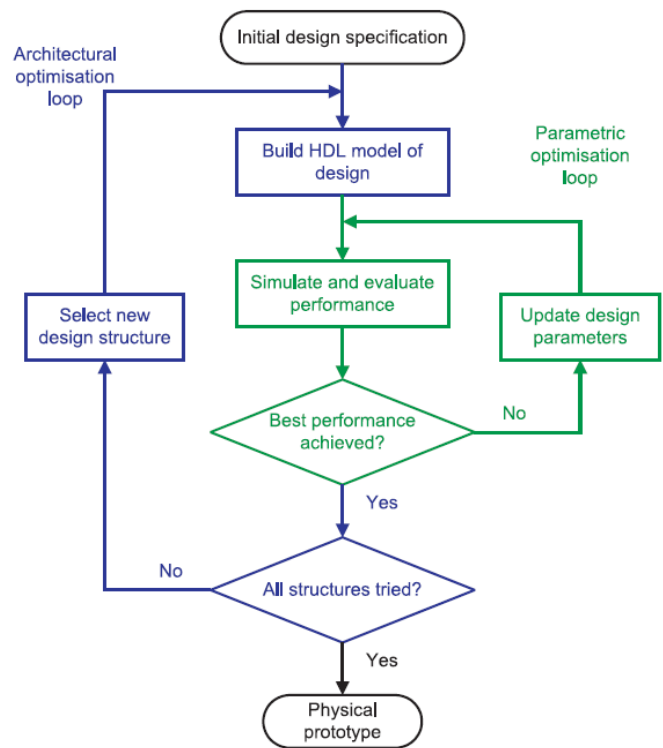 Initial design specification
Architectural
optimisation
loop
Build HDL model of
design
Parametric
optimisation
loop
Simulate and evaluate
performance
Select new
design structure
Update design
parameters
Best performance
achieved?
No
Yes
No
All structures tried?
Yes
Physical
prototype